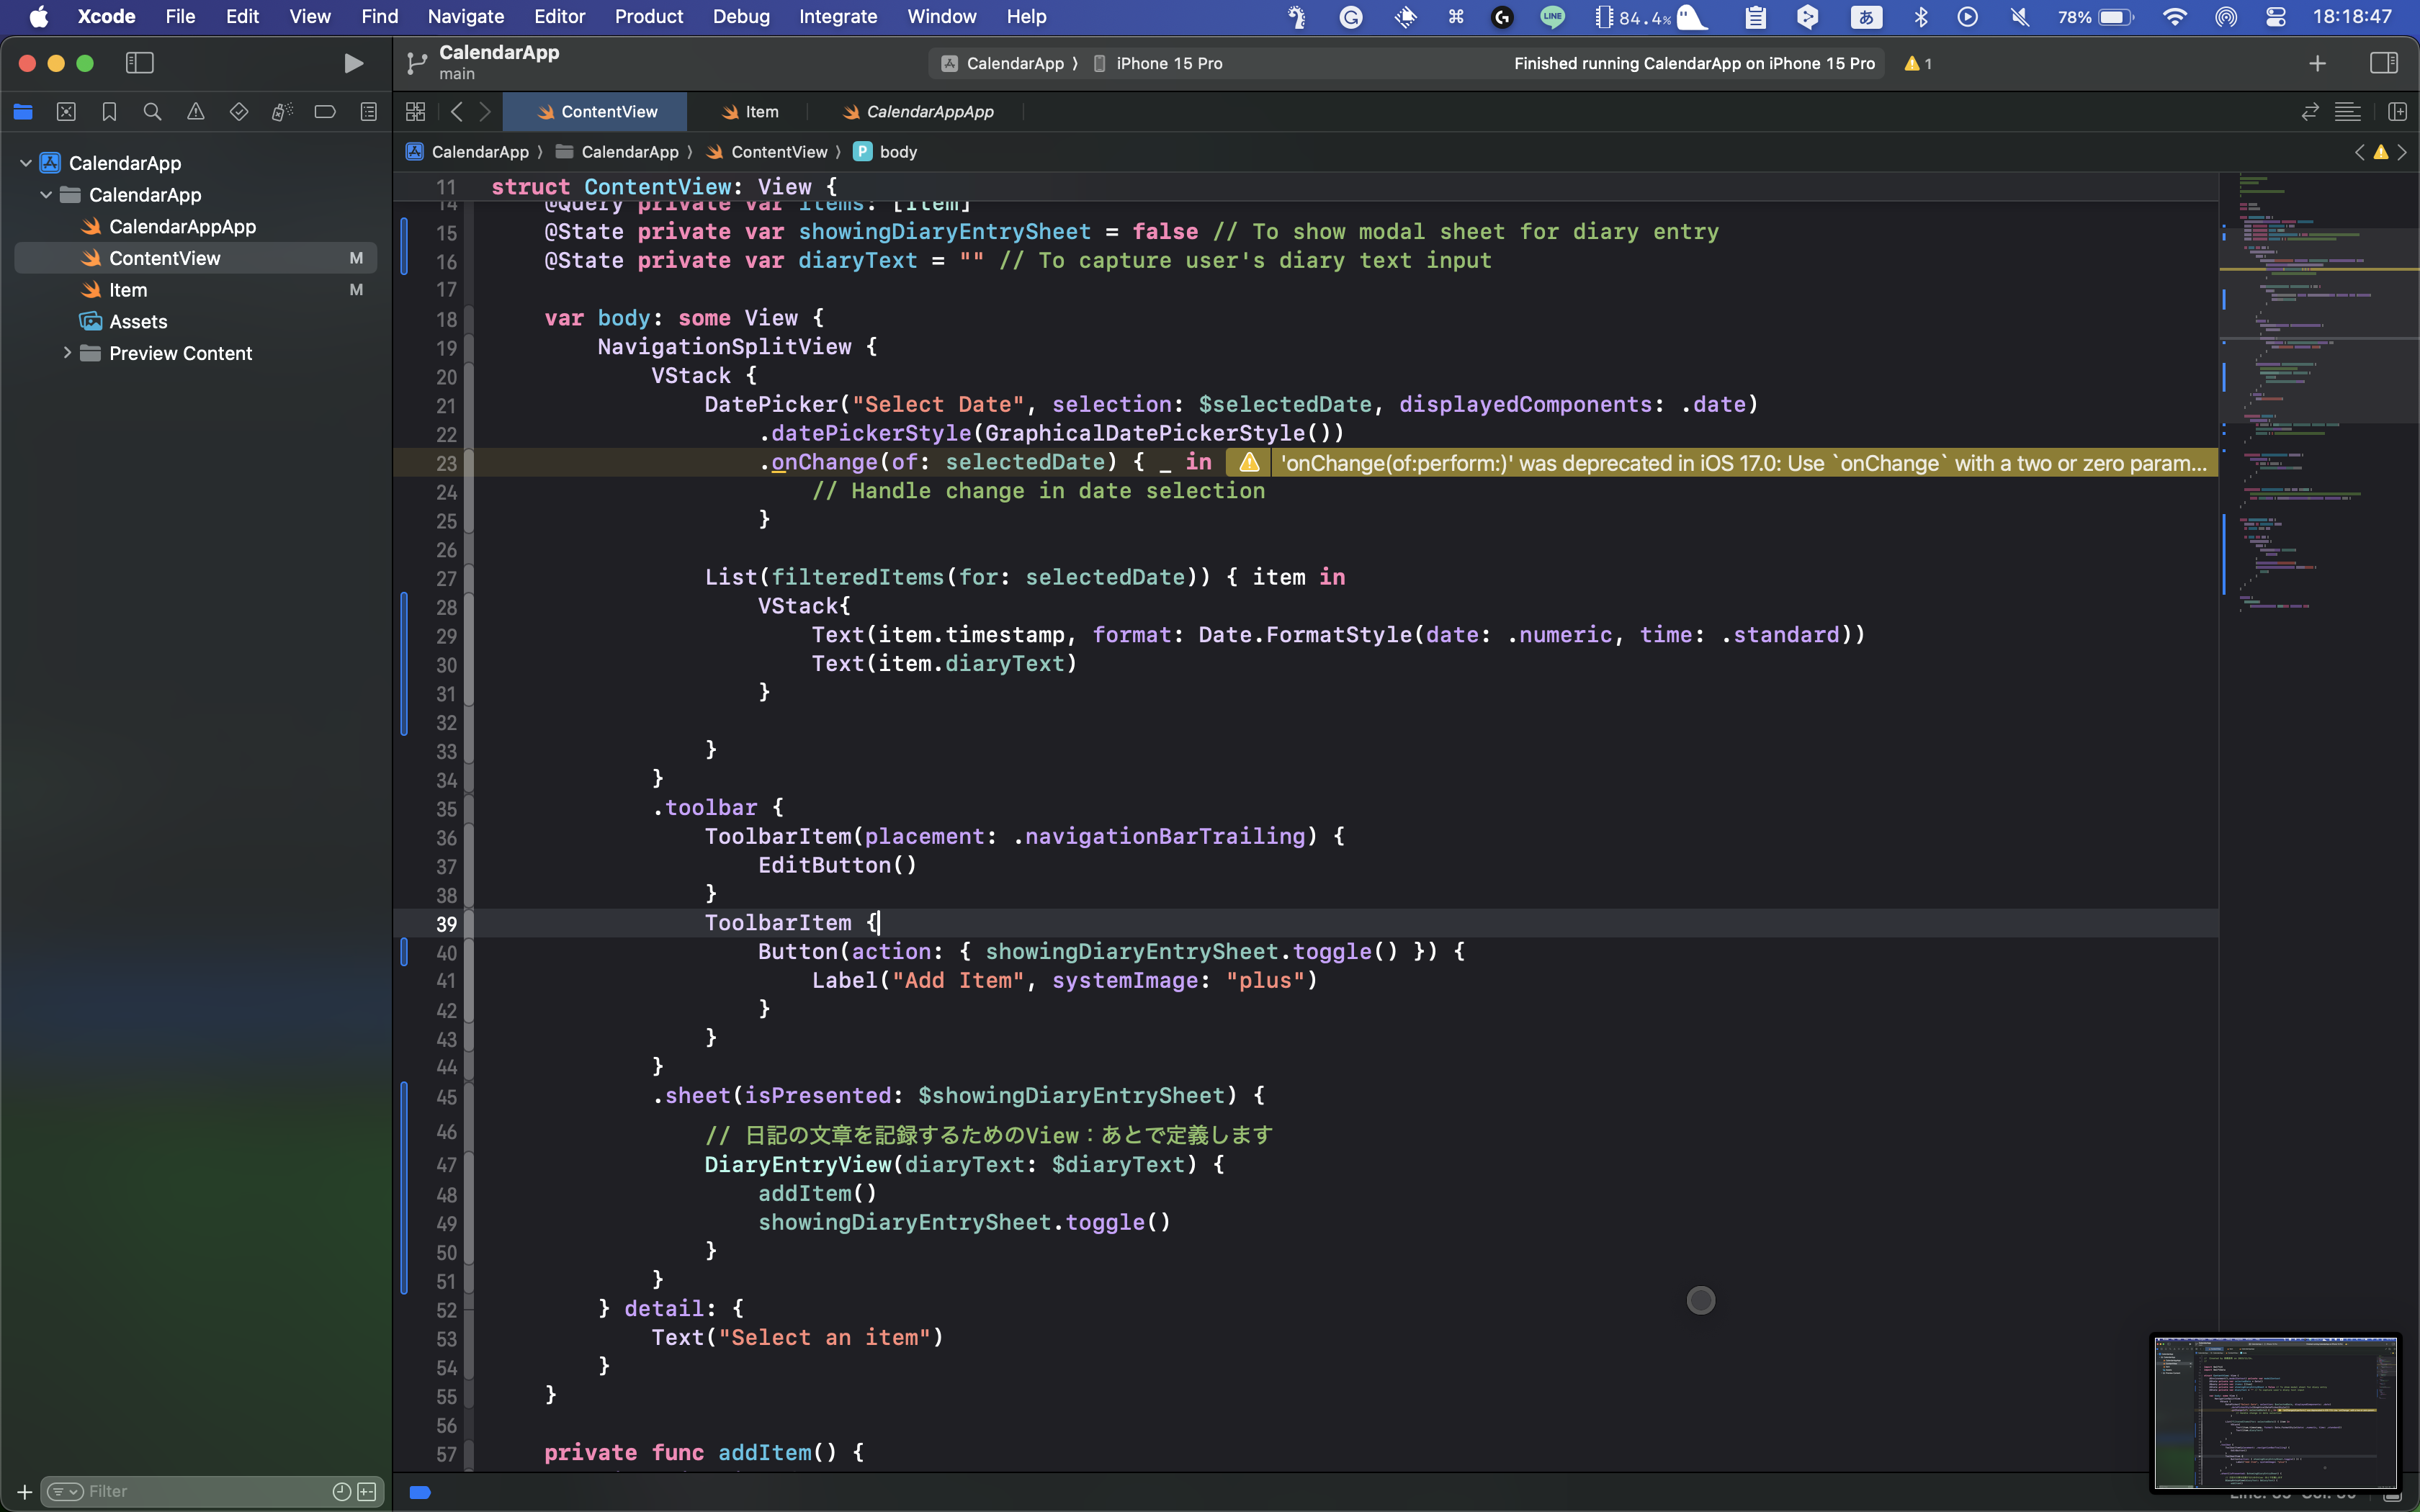 Xcode File Edit View Find Navigate Editor Product Debug Integrate Window Help LINE 84.4% あ 78% 18:18:47
CalendarApp
main
CalendarApp 〉 iPhone 15 Pro
Finished running CalendarApp on iPhone 15 Pro
1
ContentView
Item
CalendarAppApp
CalendarApp 〉 CalendarApp 〉 ContentView 〉 P body
CalendarApp
CalendarApp
CalendarAppApp
ContentView M
Item M
Assets
Preview Content
Filter
11 struct ContentView: View {
14 @Query private var items: [Item]
15 @State private var showingDiaryEntrySheet = false // To show modal sheet for diary entry
16 @State private var diaryText = "" // To capture user's diary text input
17
18 var body: some View {
19 NavigationSplitView {
20 VStack {
21 DatePicker("Select Date", selection: $selectedDate, displayedComponents: .date)
22 .datePickerStyle(GraphicalDatePickerStyle())
23 .onChange(of: selectedDate) { _ in 'onChange(of:perform:)' was deprecated in iOS 17.0: Use `onChange` with a two or zero param...
24 // Handle change in date selection
25 }
26
27 List(filteredItems(for: selectedDate)) { item in
28 VStack{
29 Text(item.timestamp, format: Date.FormatStyle(date: .numeric, time: .standard))
30 Text(item.diaryText)
31 }
32
33 }
34 }
35 .toolbar {
36 ToolbarItem(placement: .navigationBarTrailing) {
37 EditButton()
38 }
39 ToolbarItem {
40 Button(action: { showingDiaryEntrySheet.toggle() }) {
41 Label("Add Item", systemImage: "plus")
42 }
43 }
44 }
45 .sheet(isPresented: $showingDiaryEntrySheet) {
46 // 日記の文章を記録するためのView：あとで定義します
47 DiaryEntryView(diaryText: $diaryText) {
48 addItem()
49 showingDiaryEntrySheet.toggle()
50 }
51 }
52 } detail: {
53 Text("Select an item")
54 }
55 }
56
57 private func addItem() {